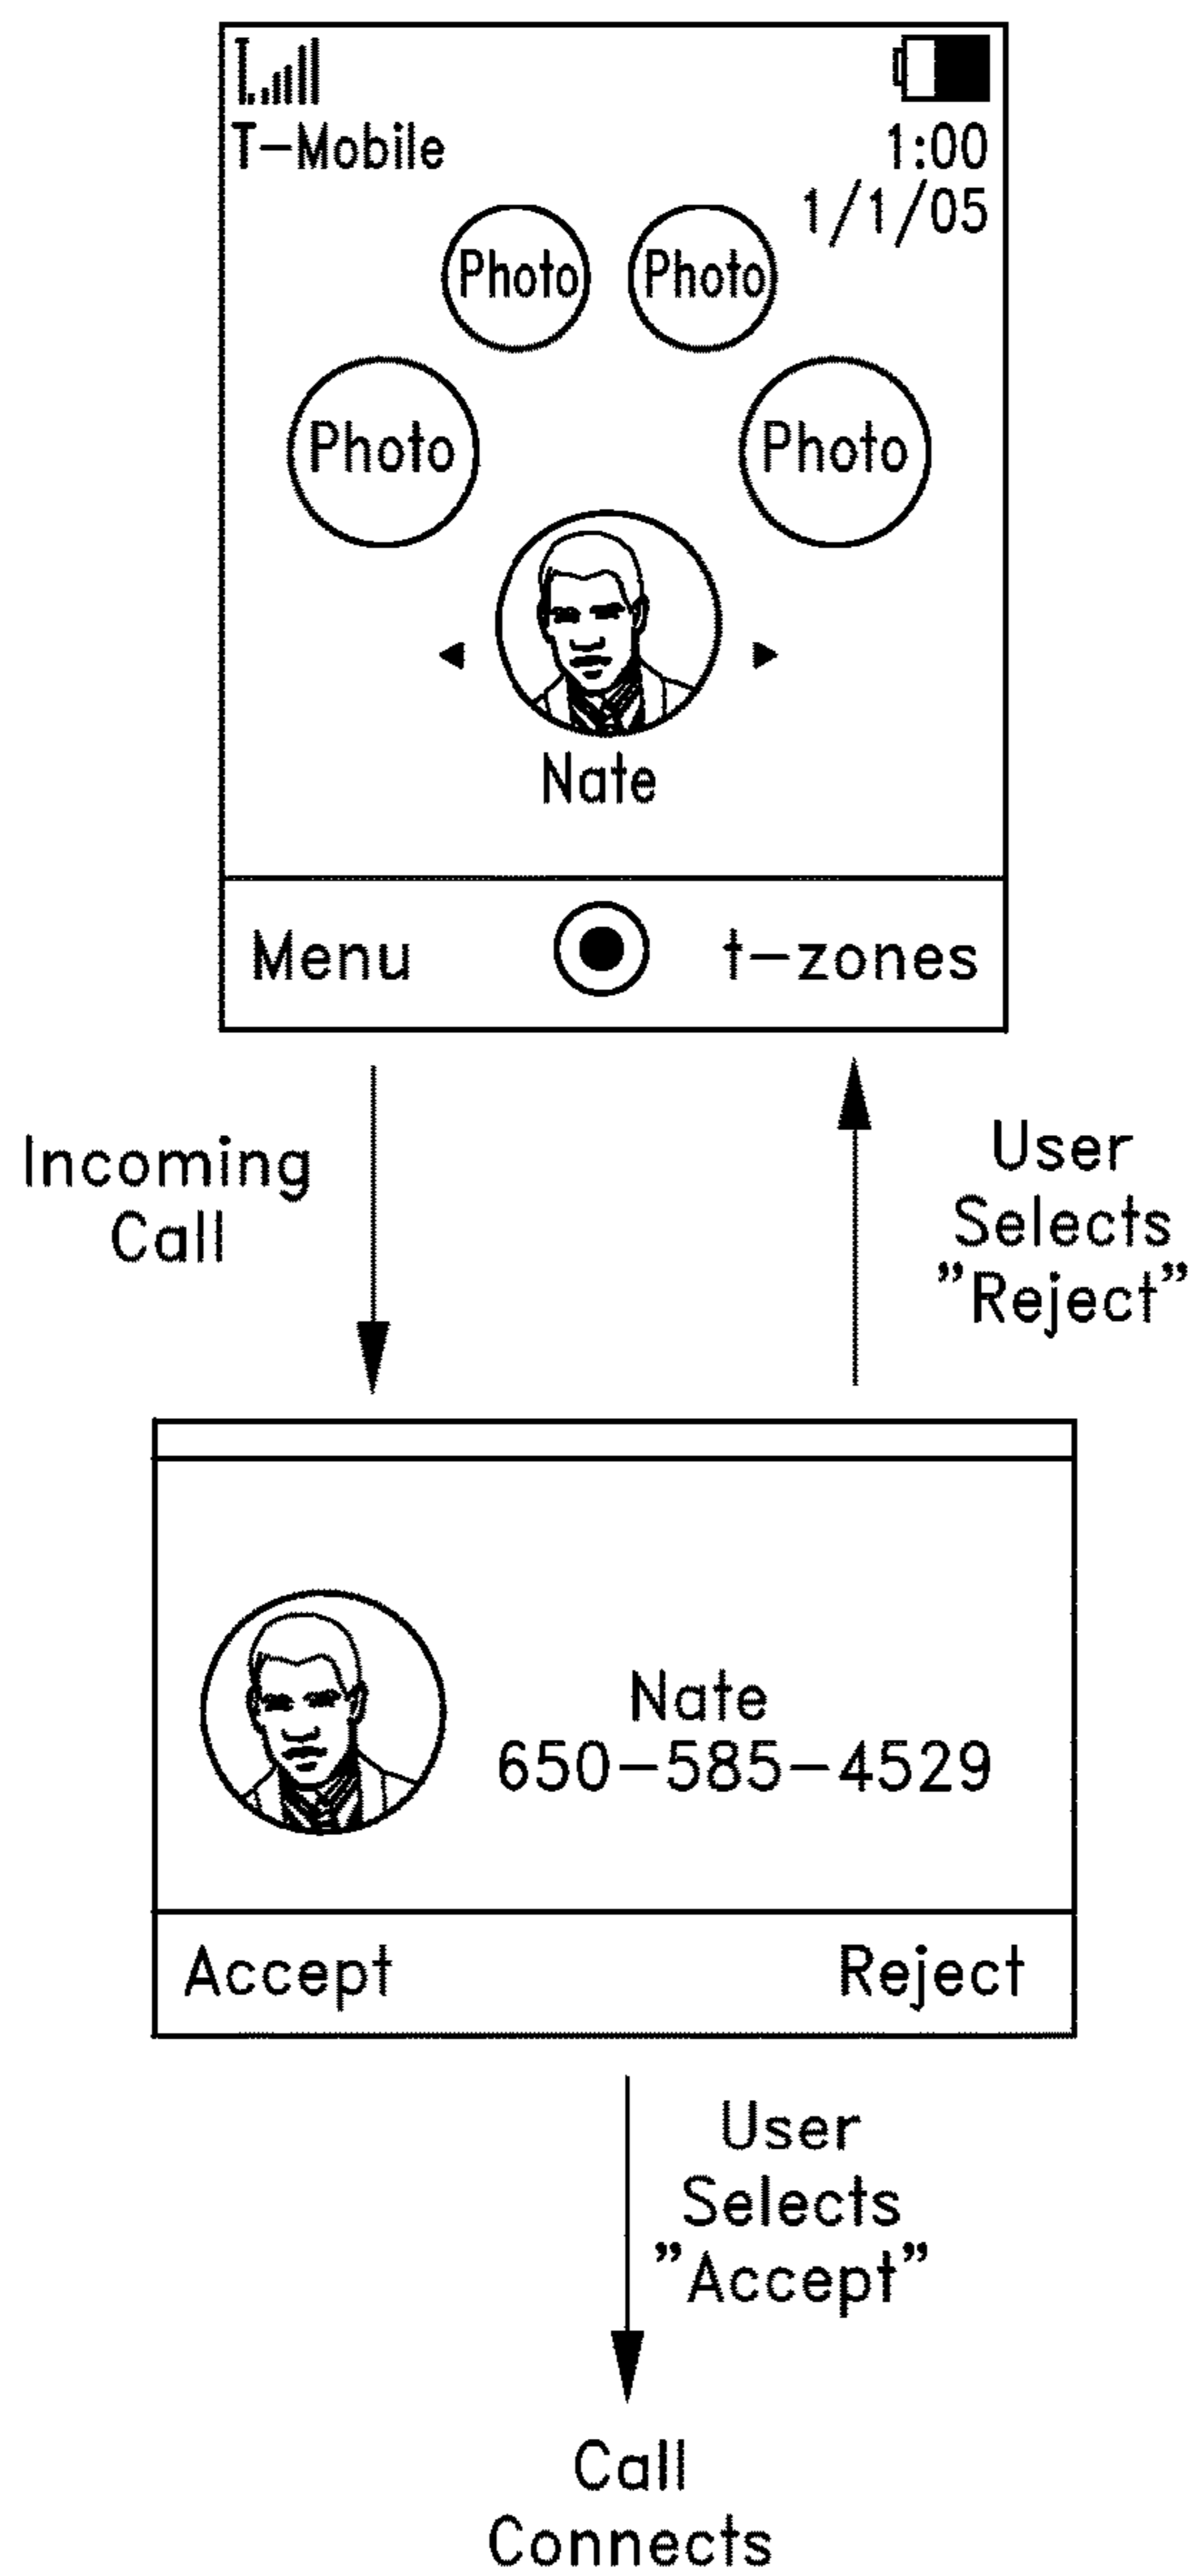 T-Mobile
1:00
1/1/05
Photo Photo
Photo Photo
Nate
Menu t-zones
Incoming
Call
User
Selects
"Reject"
Nate
650-585-4529
Accept Reject
User
Selects
"Accept"
Call
Connects